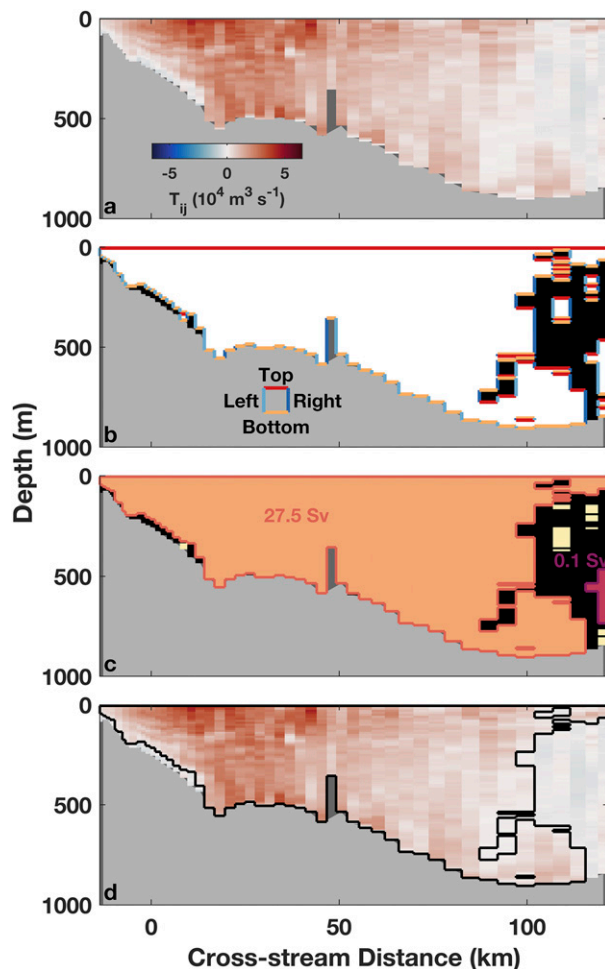 0
500
1000
-5 0 5
T_ij (10^4 m^3 s^-1)
a
0
500
1000
Top
Left Right
Bottom
b
Depth (m)
0
500
1000
27.5 Sv
0.1 Sv
c
0
500
1000
d
0 50 100
Cross-stream Distance (km)